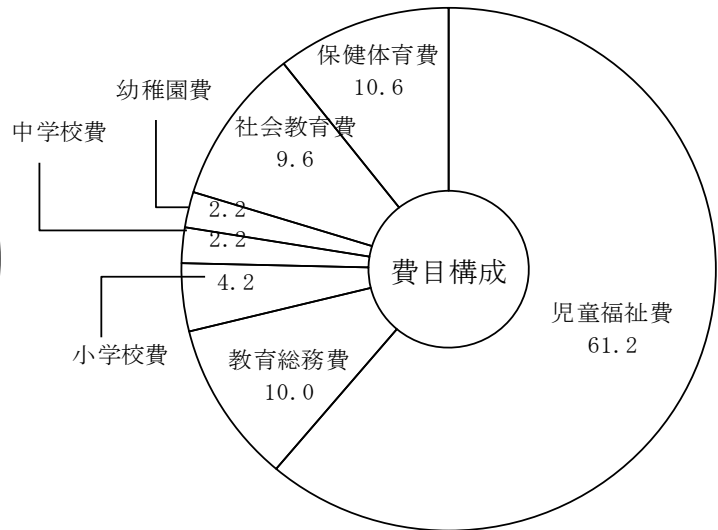 保健体育費
10.6
幼稚園費
中学校費
社会教育費
9.6
2.2
2.2
4.2
費目構成
児童福祉費
61.2
小学校費
教育総務費
10.0